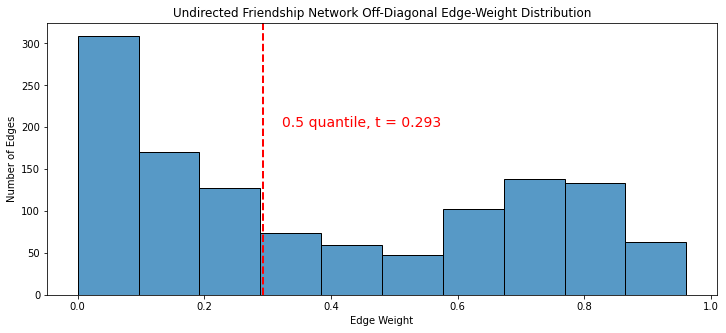 Undirected Friendship Network Off-Diagonal Edge-Weight Distribution
300
250
200
150
100
50
0
Number of Edges
0.5 quantile, t = 0.293
0.0 0.2 0.4 0.6 0.8 1.0
Edge Weight